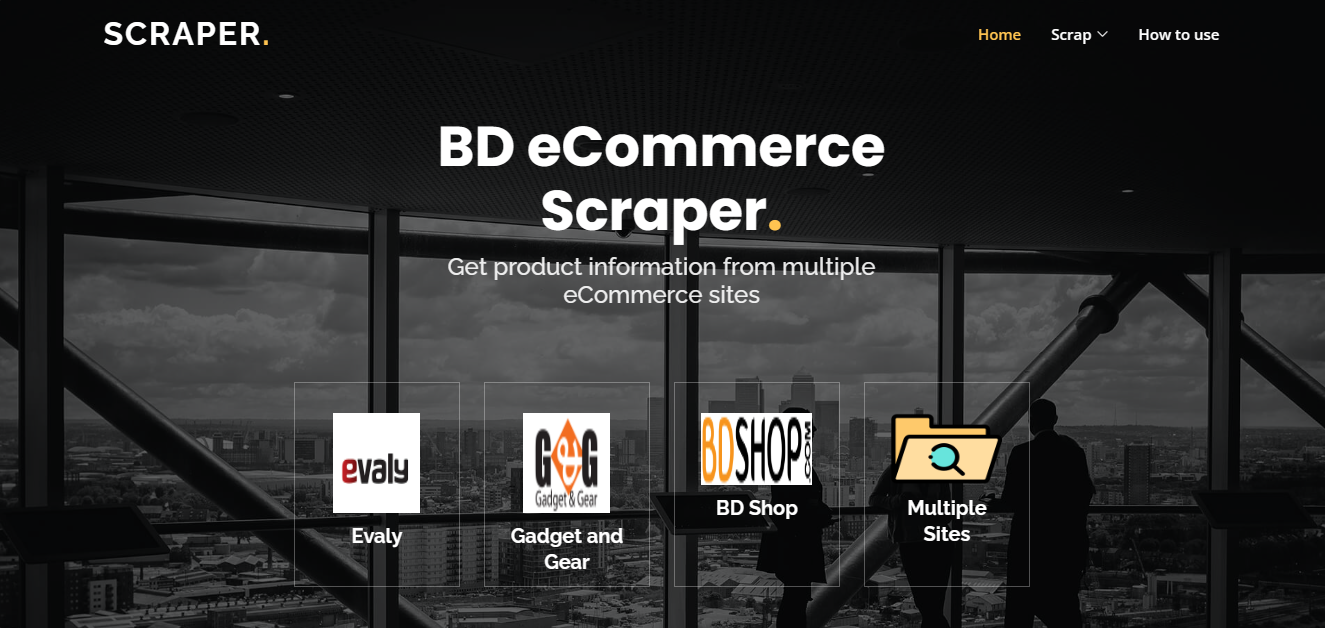 SCRAPER.
Home
Scrap
How to use
BD eCommerce
Scraper.
Get product information from multiple
eCommerce sites
evaly
G&G
Gadget & Gear
BDSHOP.COM
Evaly
Gadget and
Gear
BD Shop
Multiple
Sites